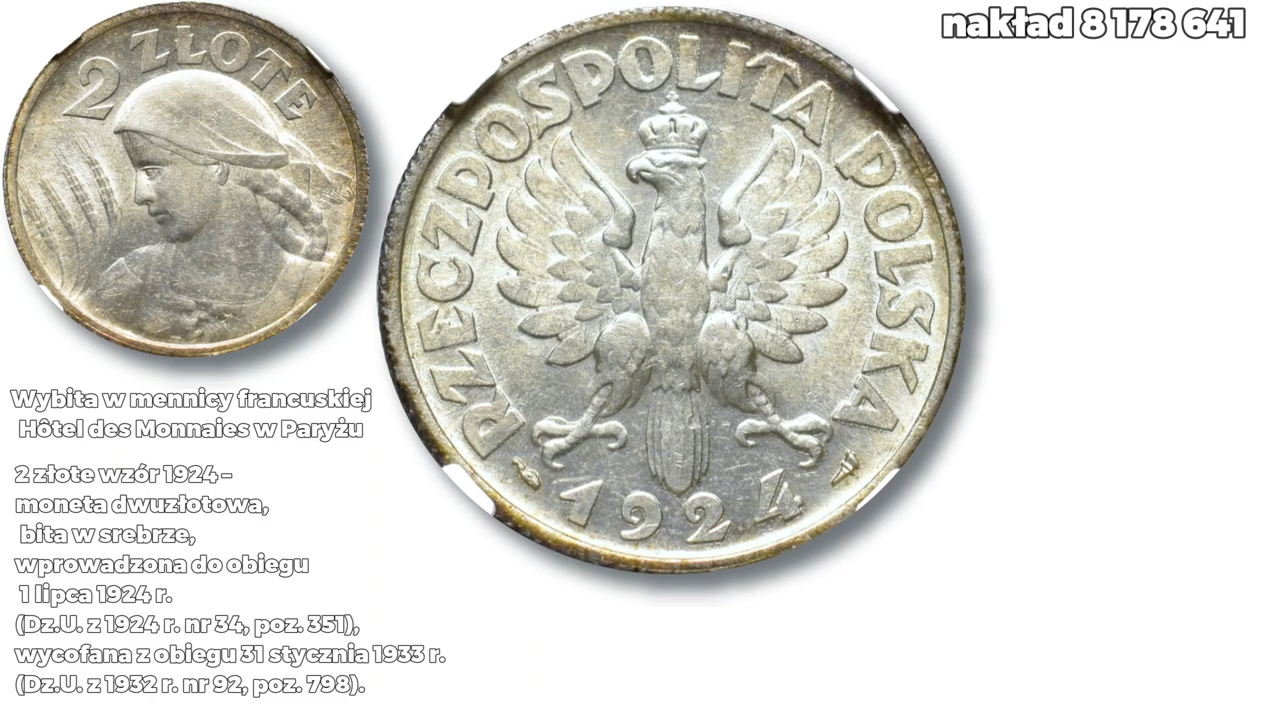 nakład 8 178 641
2 ZŁOTE
RZECZPOSPOLITA POLSKA
1924
Wybita w mennicy francuskiej
Hôtel des Monnaies w Paryżu
2 złote wzór 1924 –
moneta dwuzłotowa,
bita w srebrze,
wprowadzona do obiegu
1 lipca 1924 r.
(Dz.U. z 1924 r. nr 34, poz. 351),
wycofana z obiegu 31 stycznia 1933 r.
(Dz.U. z 1932 r. nr 92, poz. 798).